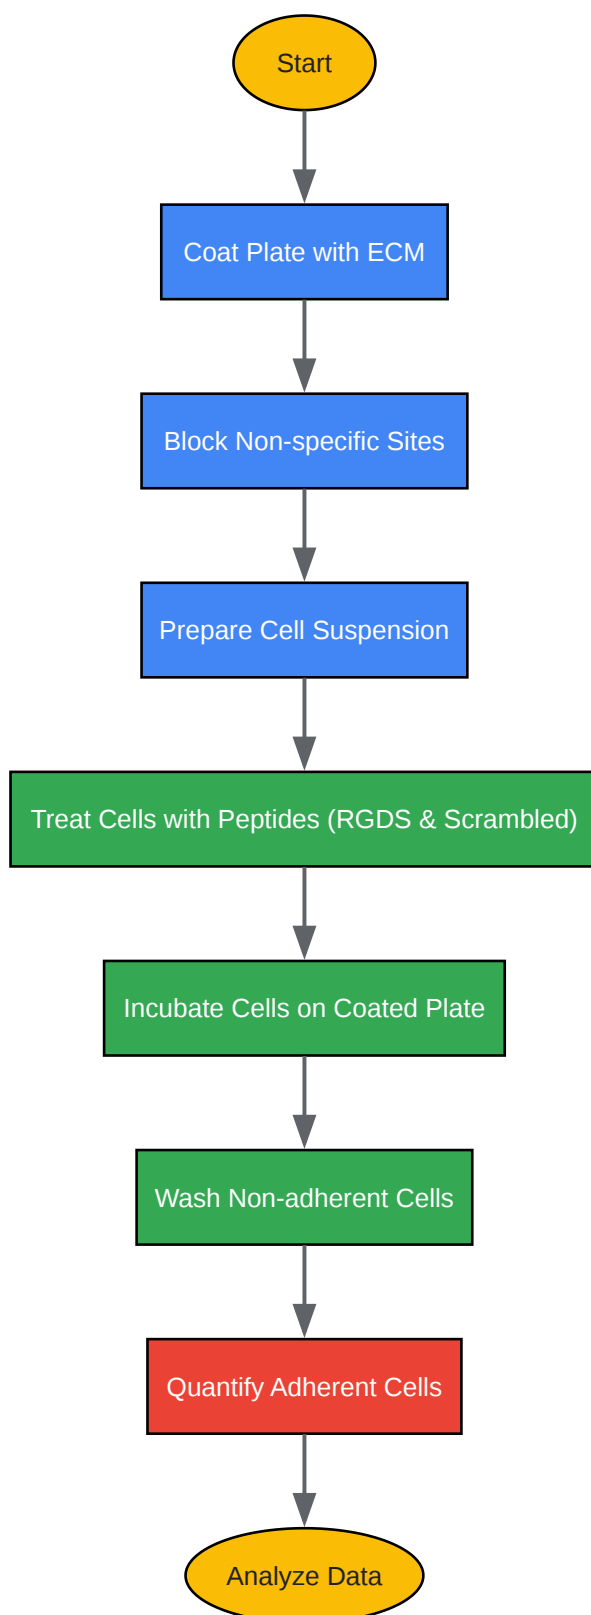 Start
Coat Plate with ECM
Block Non-specific Sites
Prepare Cell Suspension
Treat Cells with Peptides (RGDS & Scrambled)
Incubate Cells on Coated Plate
Wash Non-adherent Cells
Quantify Adherent Cells
Analyze Data